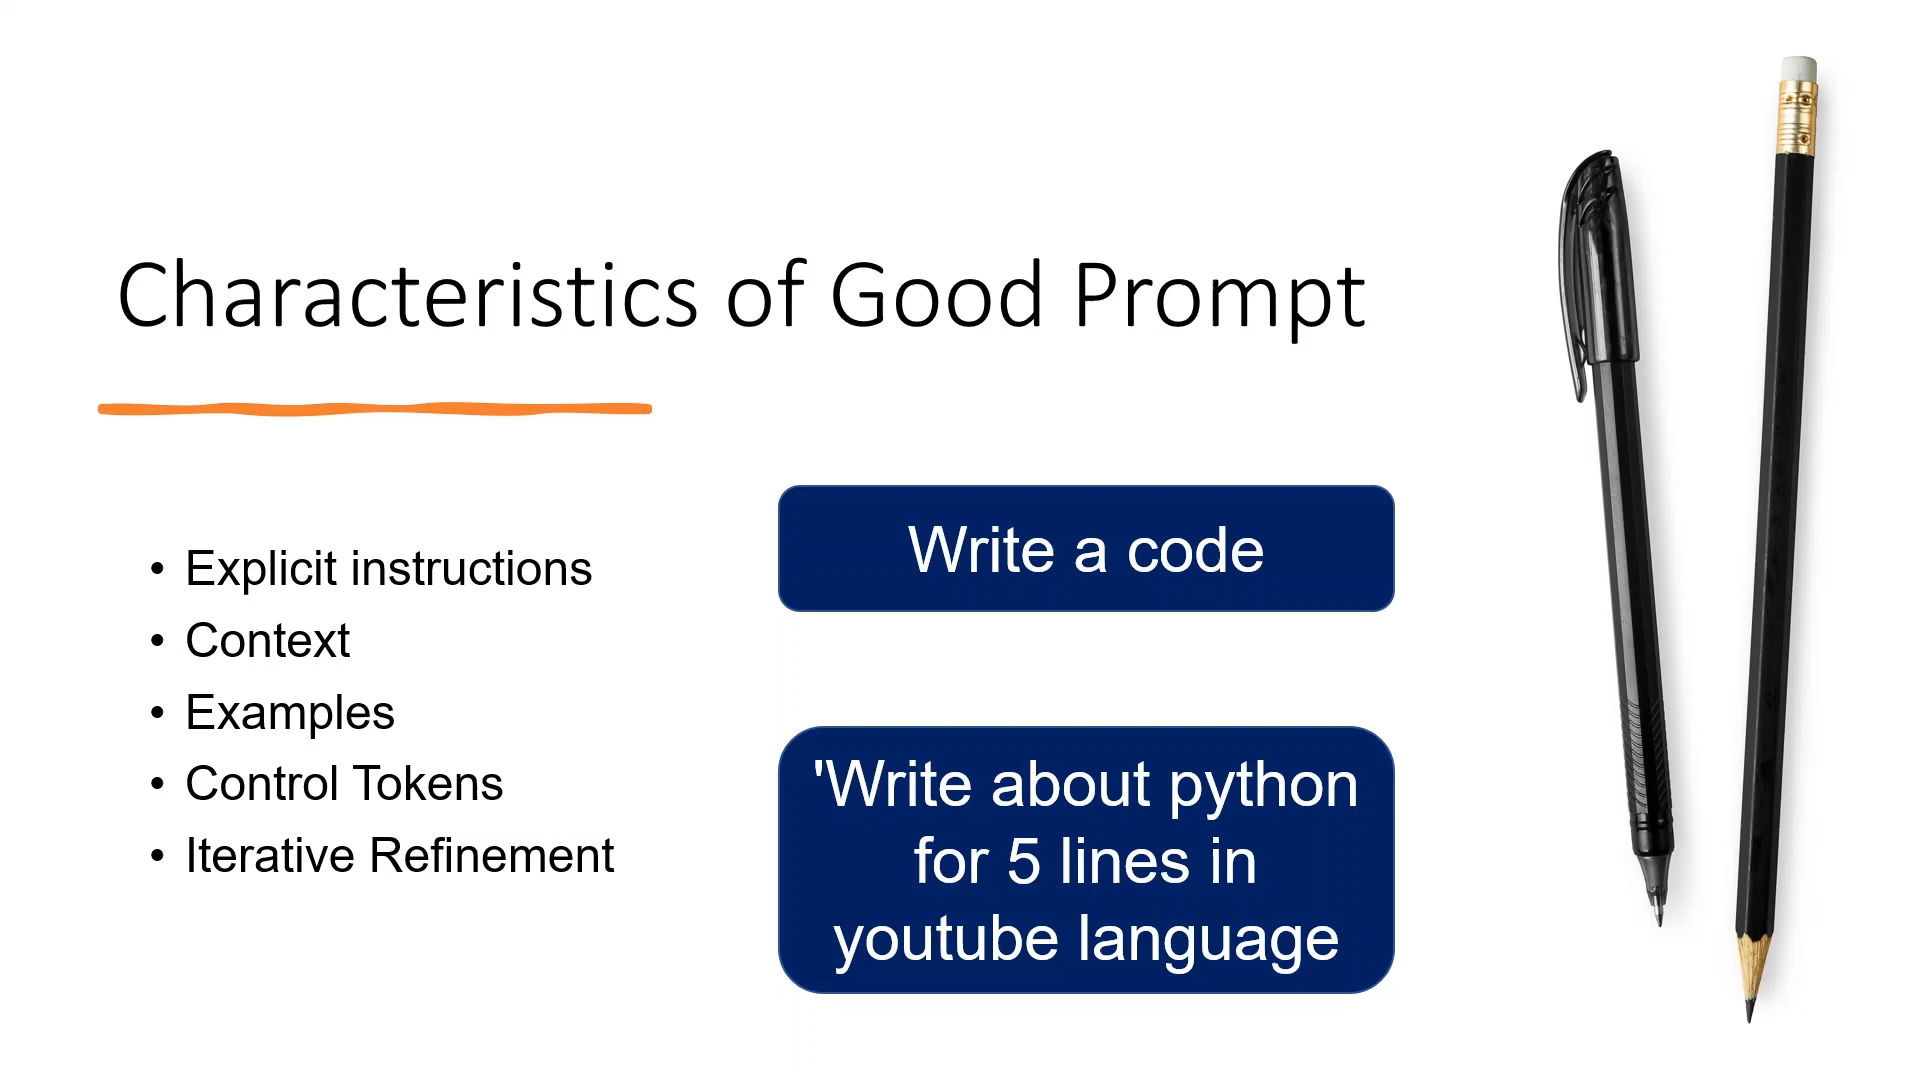 Characteristics of Good Prompt
• Explicit instructions
• Context
• Examples
• Control Tokens
• Iterative Refinement
Write a code
'Write about python
for 5 lines in
youtube language